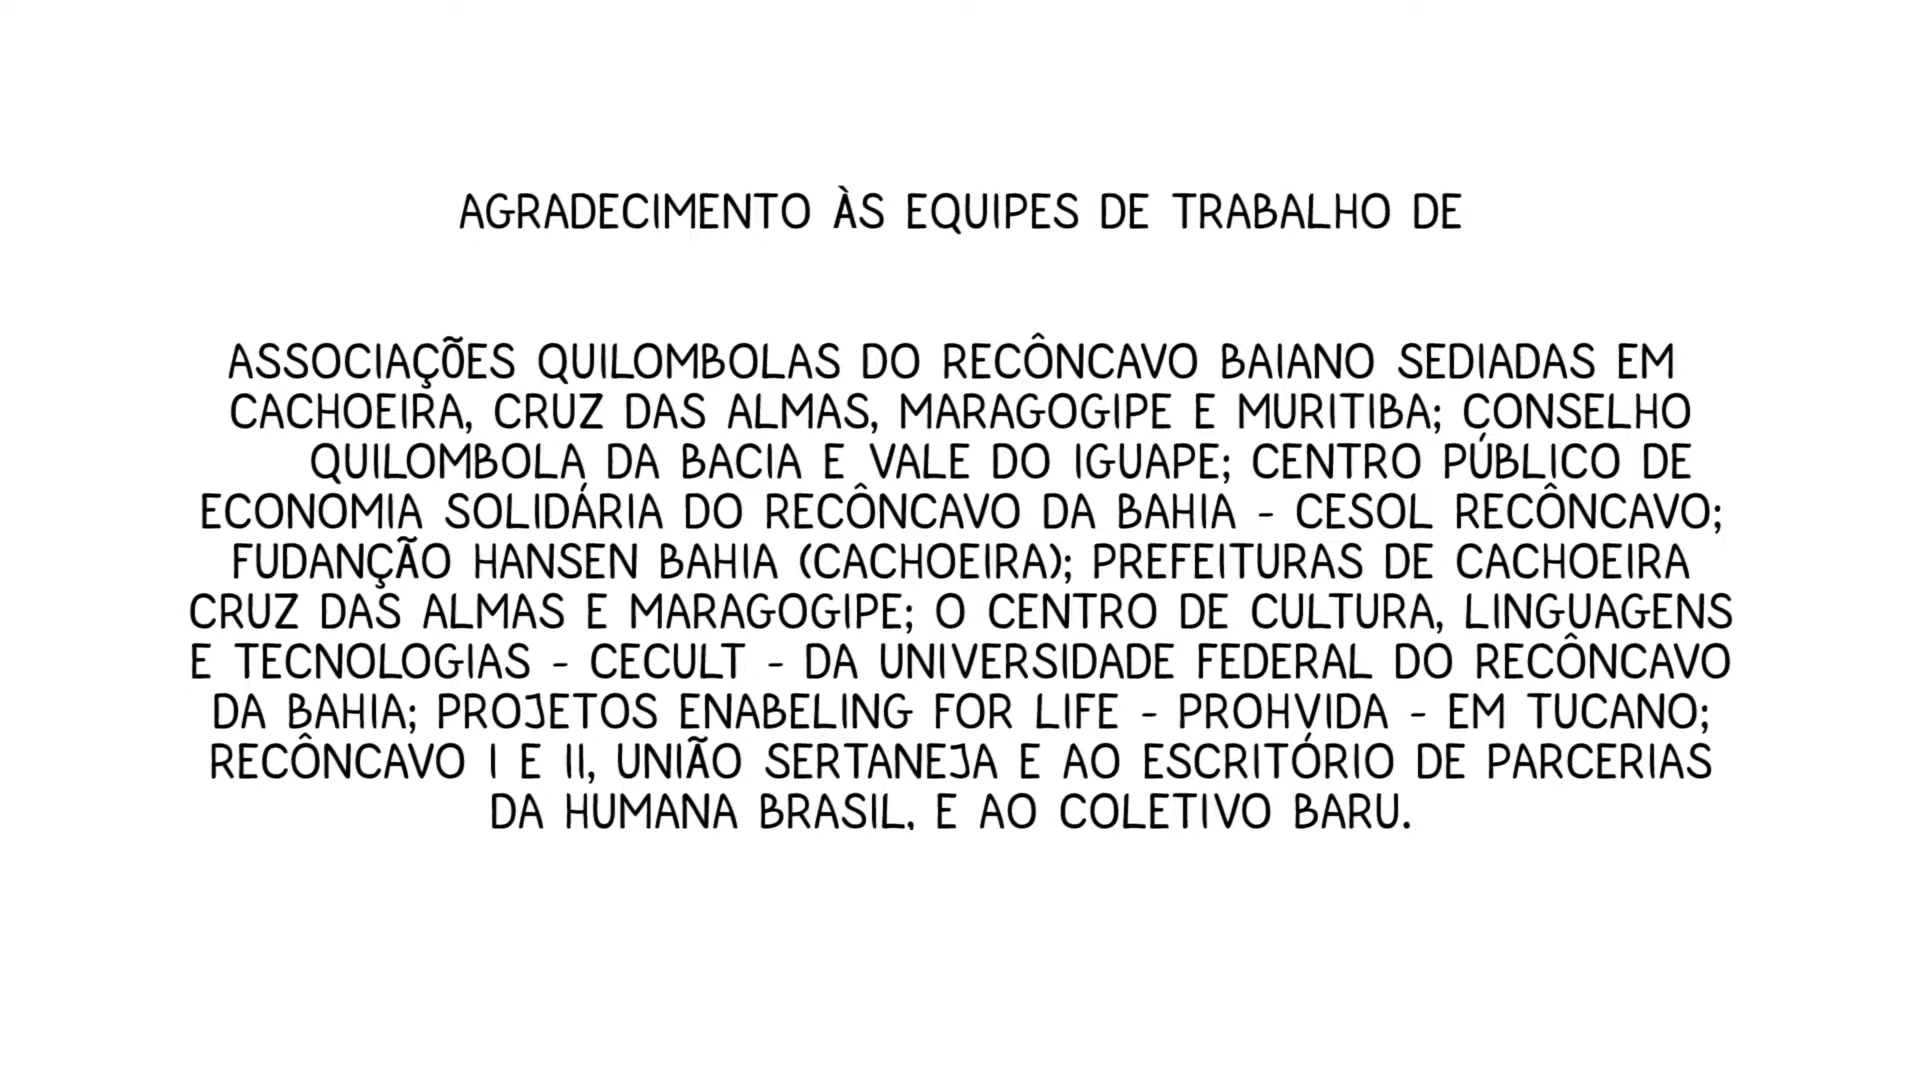 AGRADECIMENTO ÀS EQUIPES DE TRABALHO DE
ASSOCIAÇÕES QUILOMBOLAS DO RECÔNCAVO BAIANO SEDIADAS EM
CACHOEIRA, CRUZ DAS ALMAS, MARAGOGIPE E MURITIBA; CONSELHO
QUILOMBOLA DA BACIA E VALE DO IGUAPE; CENTRO PÚBLICO DE
ECONOMIA SOLIDÁRIA DO RECÔNCAVO DA BAHIA - CESOL RECÔNCAVO;
FUDANÇÃO HANSEN BAHIA (CACHOEIRA); PREFEITURAS DE CACHOEIRA
CRUZ DAS ALMAS E MARAGOGIPE; O CENTRO DE CULTURA, LINGUAGENS
E TECNOLOGIAS - CECULT - DA UNIVERSIDADE FEDERAL DO RECÔNCAVO
DA BAHIA; PROJETOS ENABELING FOR LIFE - PROHVIDA - EM TUCANO;
RECÔNCAVO I E II, UNIÃO SERTANEJA E AO ESCRITÓRIO DE PARCERIAS
DA HUMANA BRASIL, E AO COLETIVO BARU.